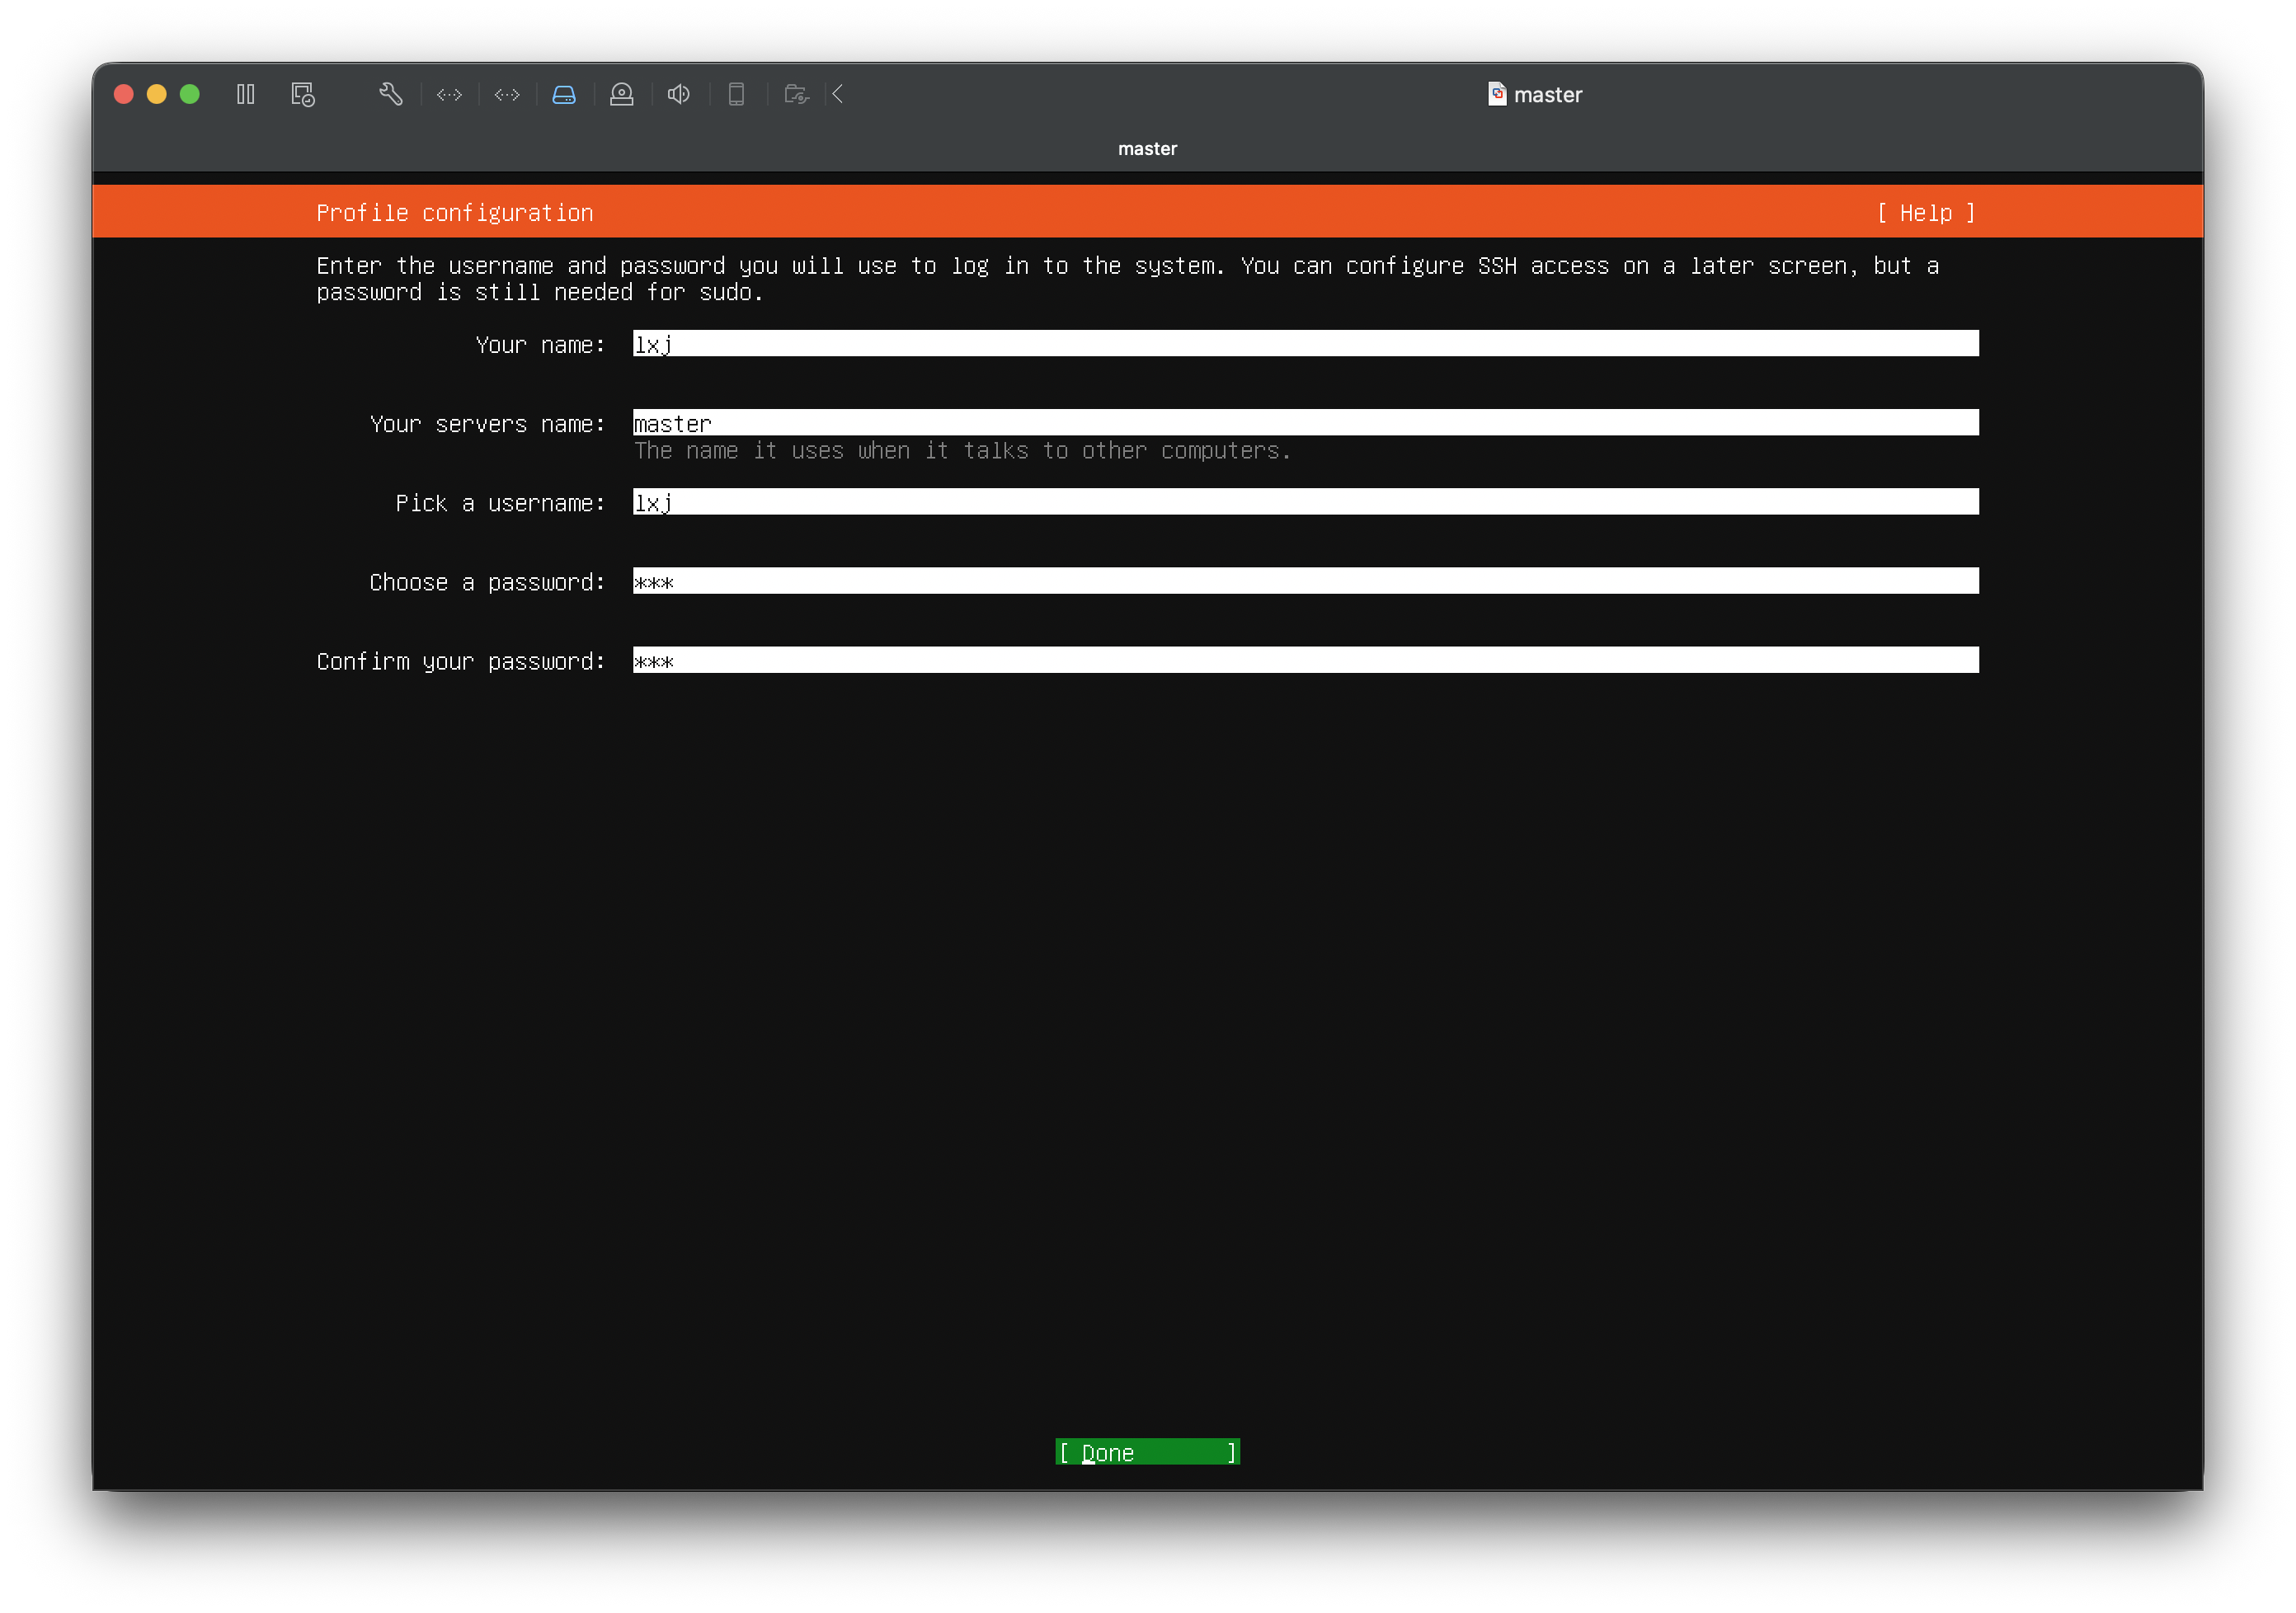 master
master
Profile configuration [ Help ]
Enter the username and password you will use to log in to the system. You can configure SSH access on a later screen, but a
password is still needed for sudo.
Your name: lxj
Your servers name: master
The name it uses when it talks to other computers.
Pick a username: lxj
Choose a password: ***
Confirm your password: ***
[ Done ]